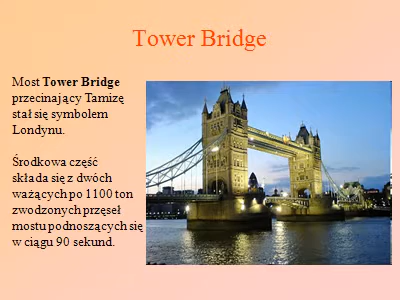 Tower Bridge
Most Tower Bridge
przecinający Tamizę
stał się symbolem
Londynu.
Środkowa część
składa się z dwóch
ważących po 1100 ton
zwodzonych przęseł
mostu podnoszących się
w ciągu 90 sekund.